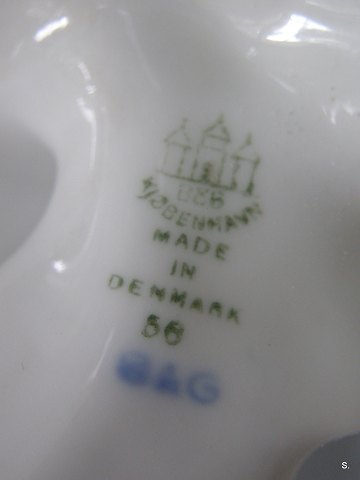 B&B
KJØBENHAVN
MADE
IN
DENMARK
56
B&G
S.